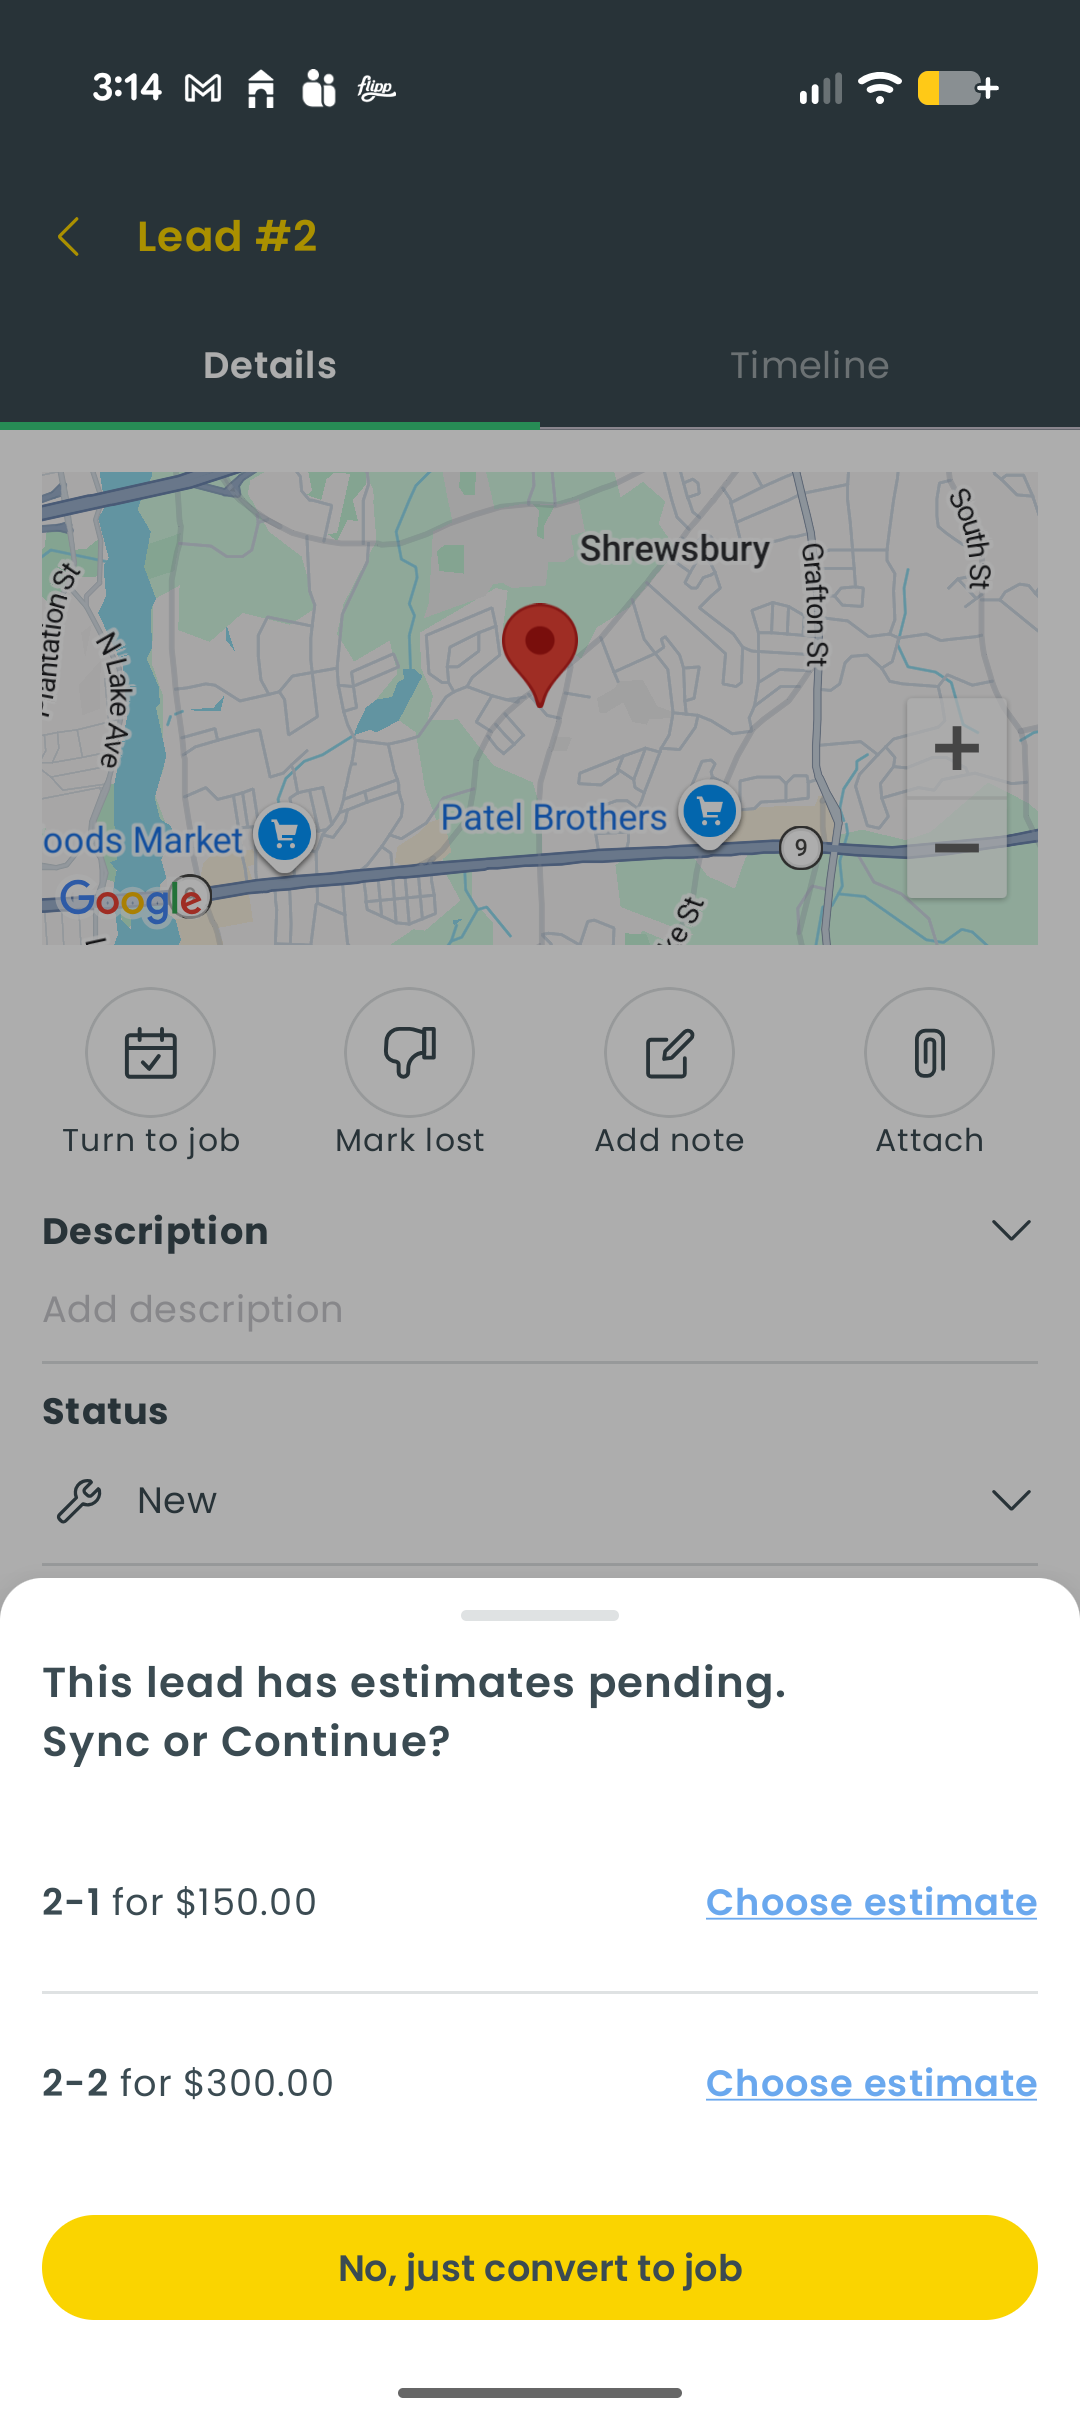 3:14
flipp
Lead #2
Details
Timeline
Shrewsbury
South St
Grafton St
Plantation St
N Lake Ave
Patel Brothers
oods Market
9
Google
Turn to job
Mark lost
Add note
Attach
Description
Add description
Status
New
This lead has estimates pending.
Sync or Continue?
2-1 for $150.00
Choose estimate
2-2 for $300.00
Choose estimate
No, just convert to job